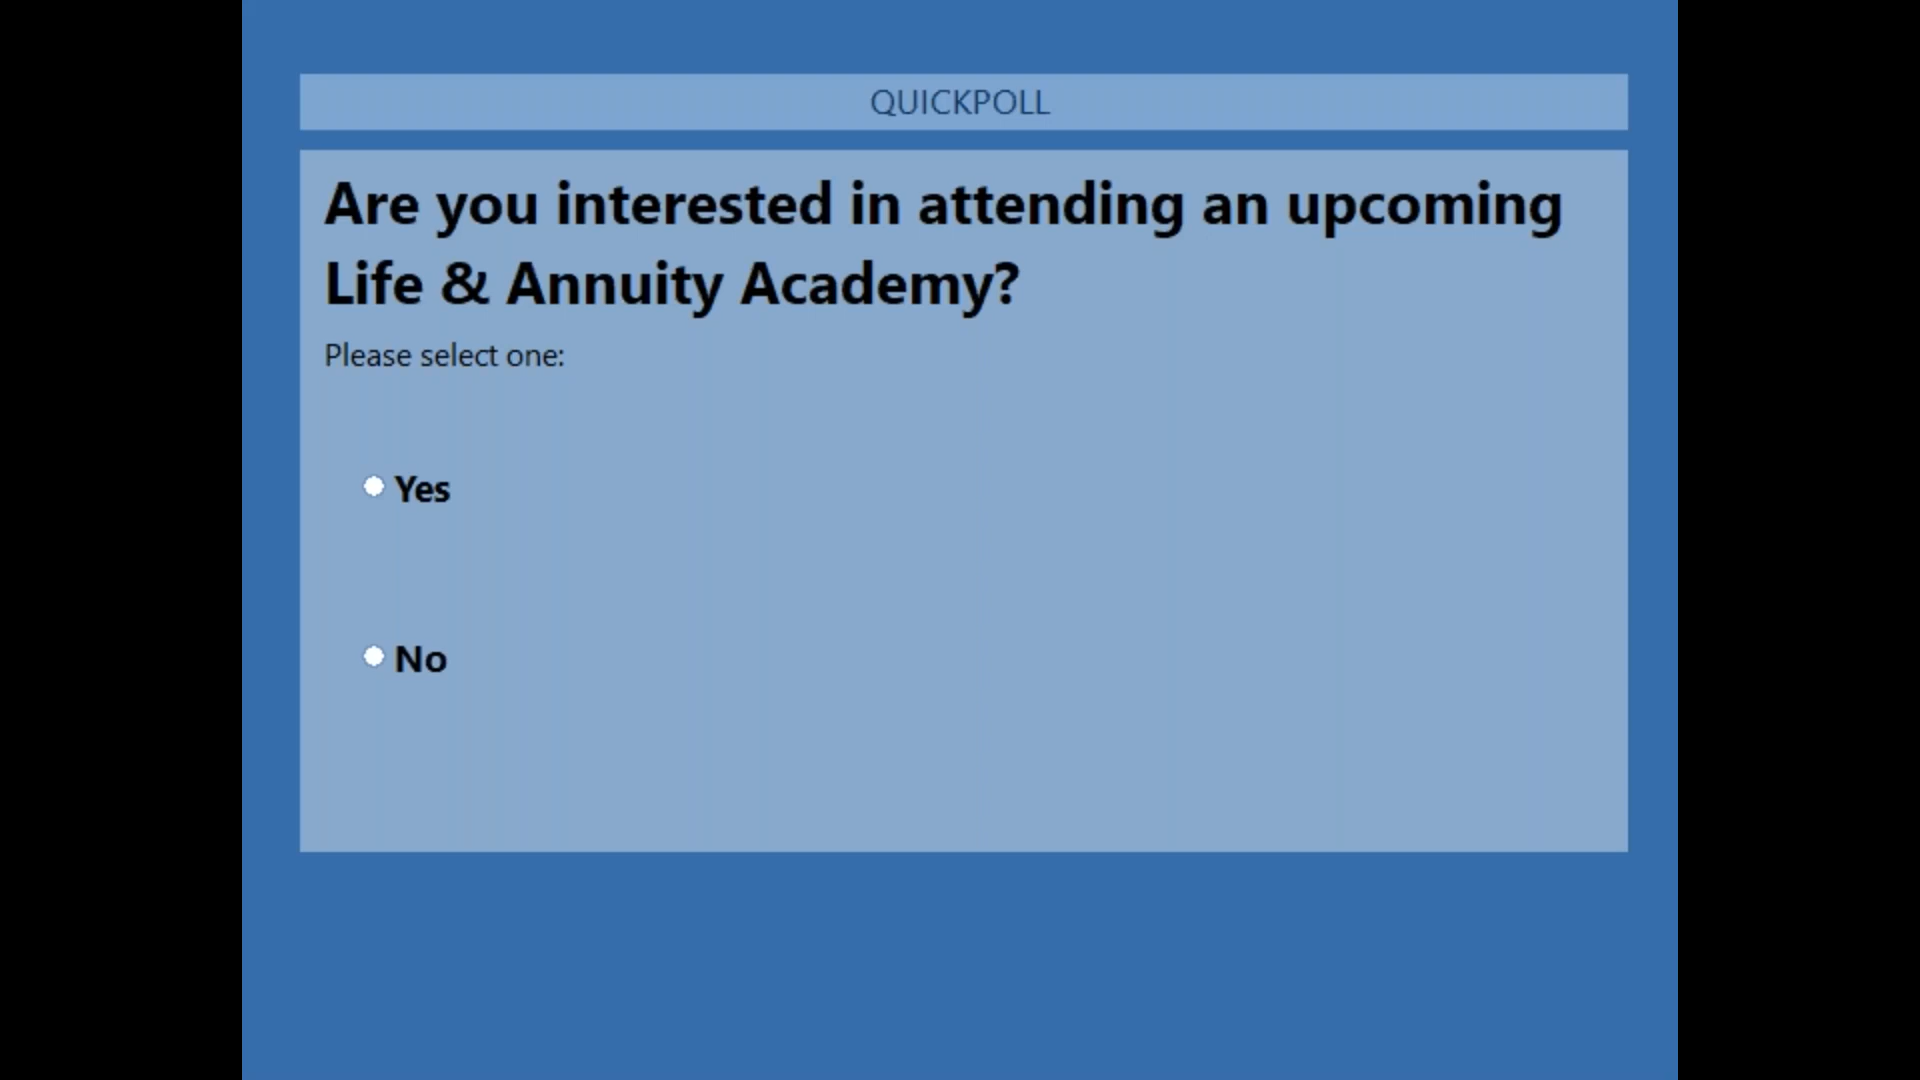 QUICKPOLL
Are you interested in attending an upcoming
Life & Annuity Academy?
Please select one:
Yes
No